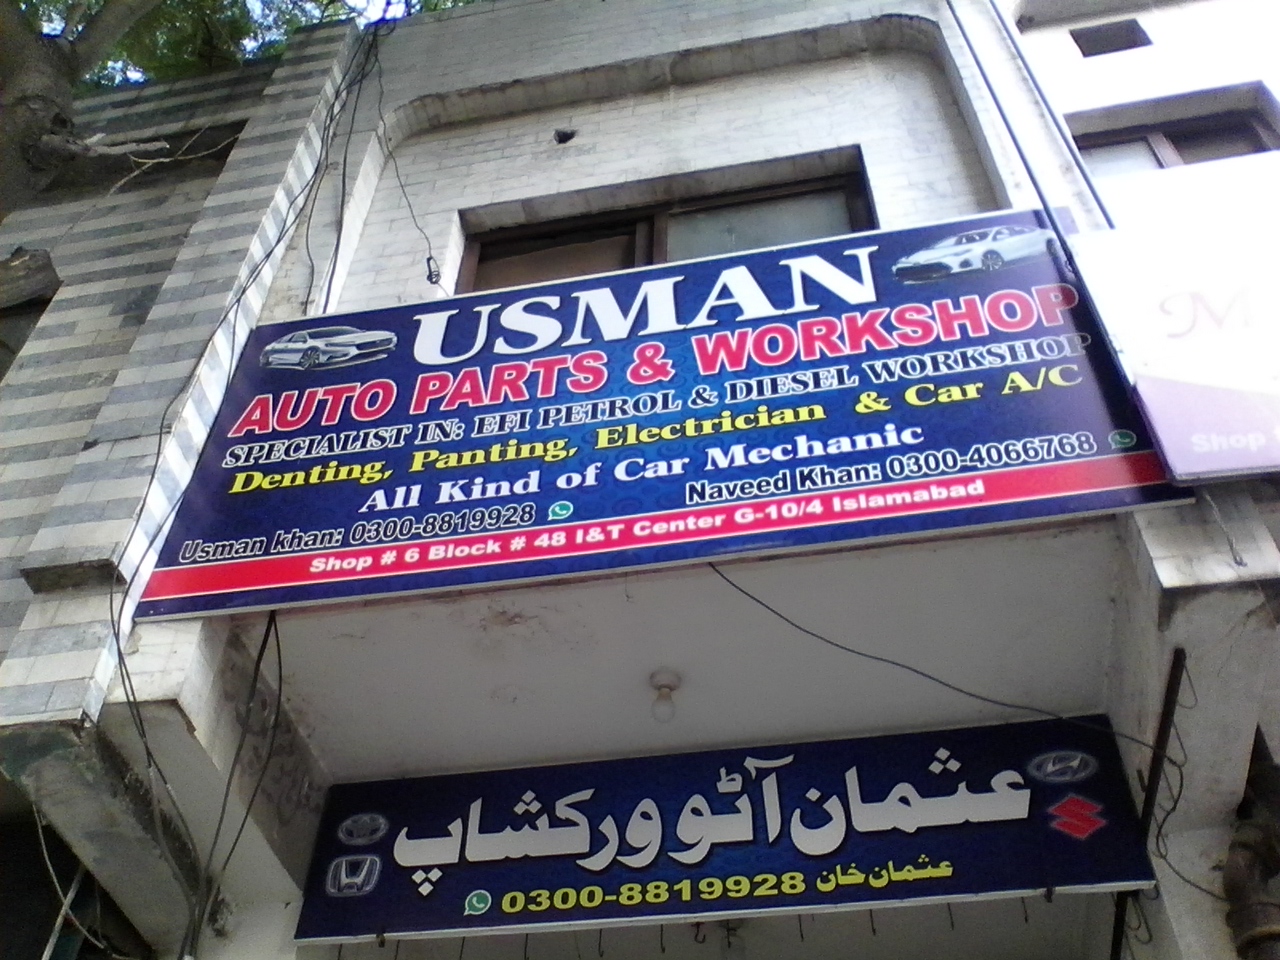 USMAN
AUTO PARTS & WORKSHOP
SPECIALIST IN: EFI PETROL & DIESEL WORKSHOP
Denting, Panting, Electrician & Car A/C
All Kind of Car Mechanic
Usman khan: 0300-8819928 Naveed Khan: 0300-4066768
Shop # 6 Block # 48 I&T Center G-10/4 Islamabad
M
Shop
عثمان آٹو ورکشاپ
عثمان خان 0300-8819928